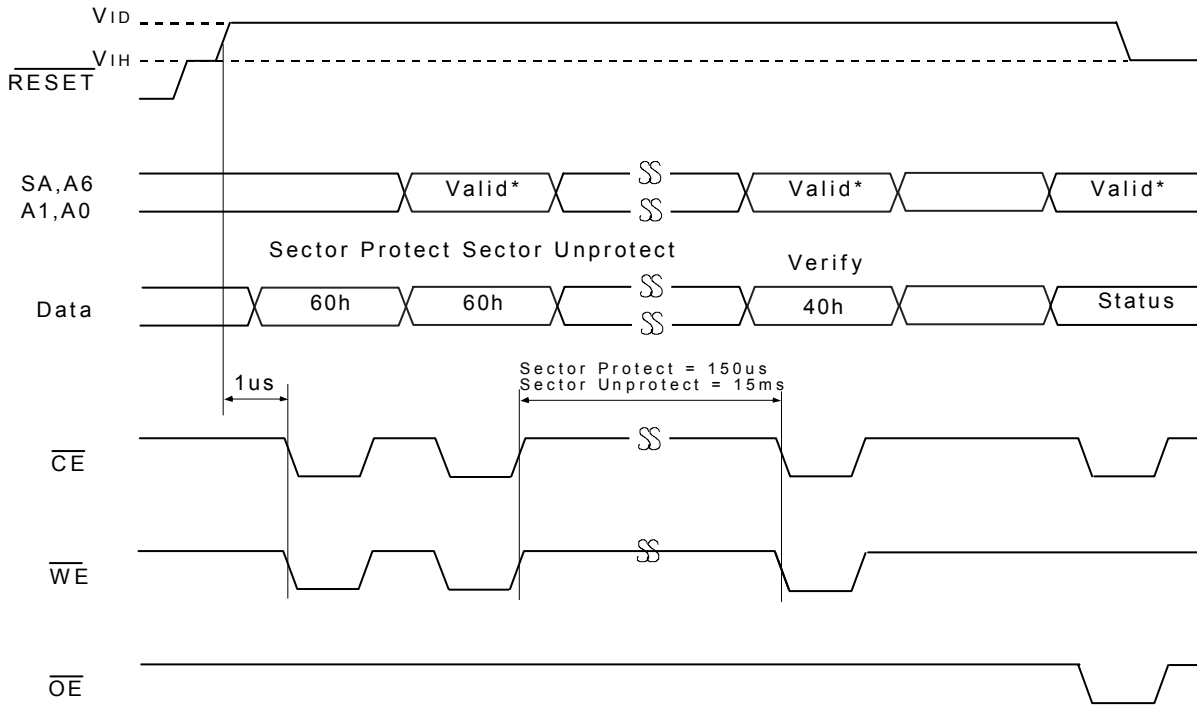 VID
VIH
RESET
SA,A6
A1,A0
Valid*
Valid*
Valid*
Sector Protect Sector Unprotect
Verify
Data
60h
60h
40h
Status
Sector Protect = 150us
Sector Unprotect = 15ms
1us
CE
WE
OE